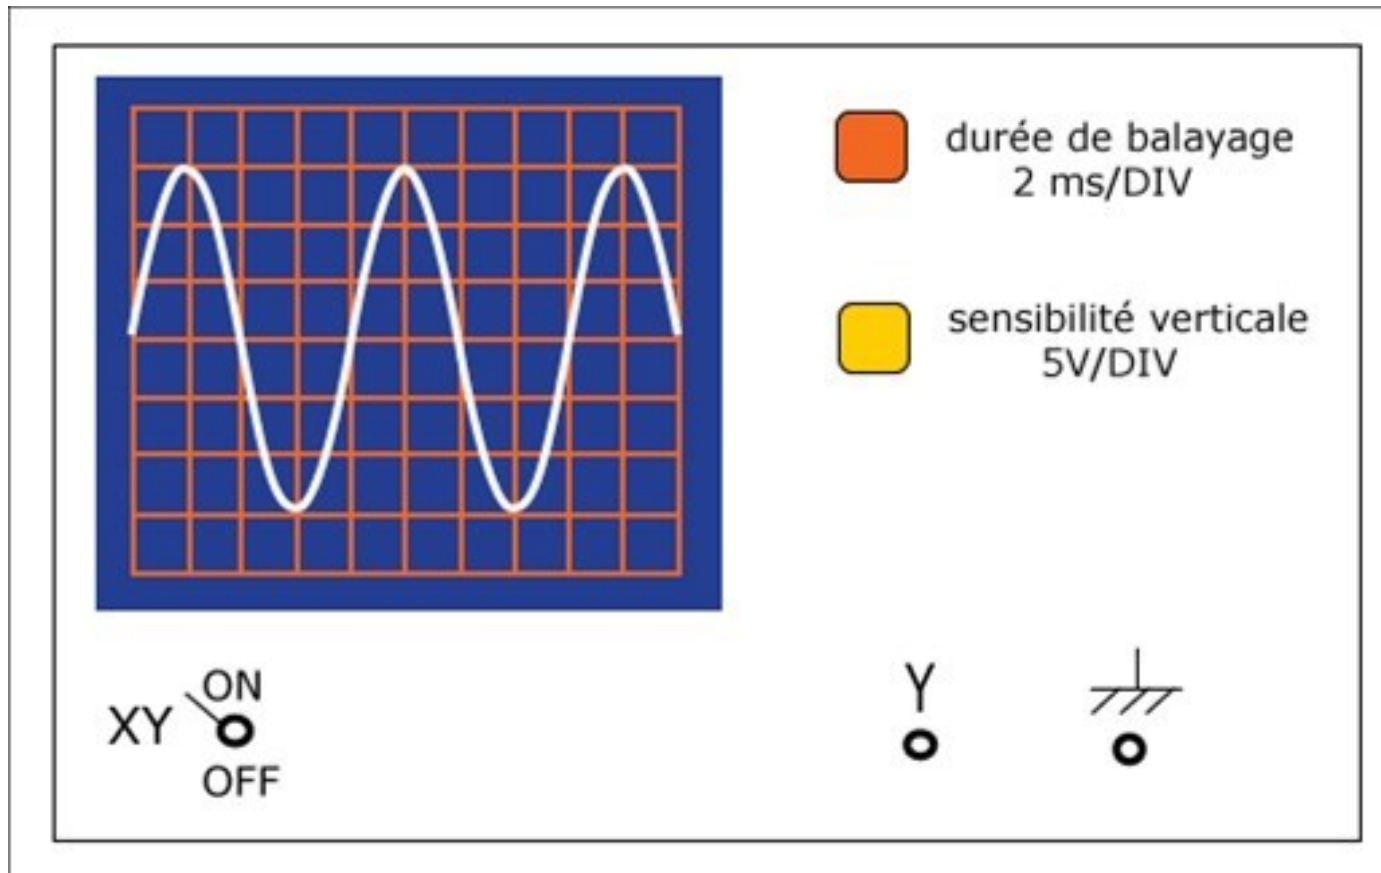 durée de balayage
2 ms/DIV
sensibilité verticale
5V/DIV
ON
XY
OFF
Y